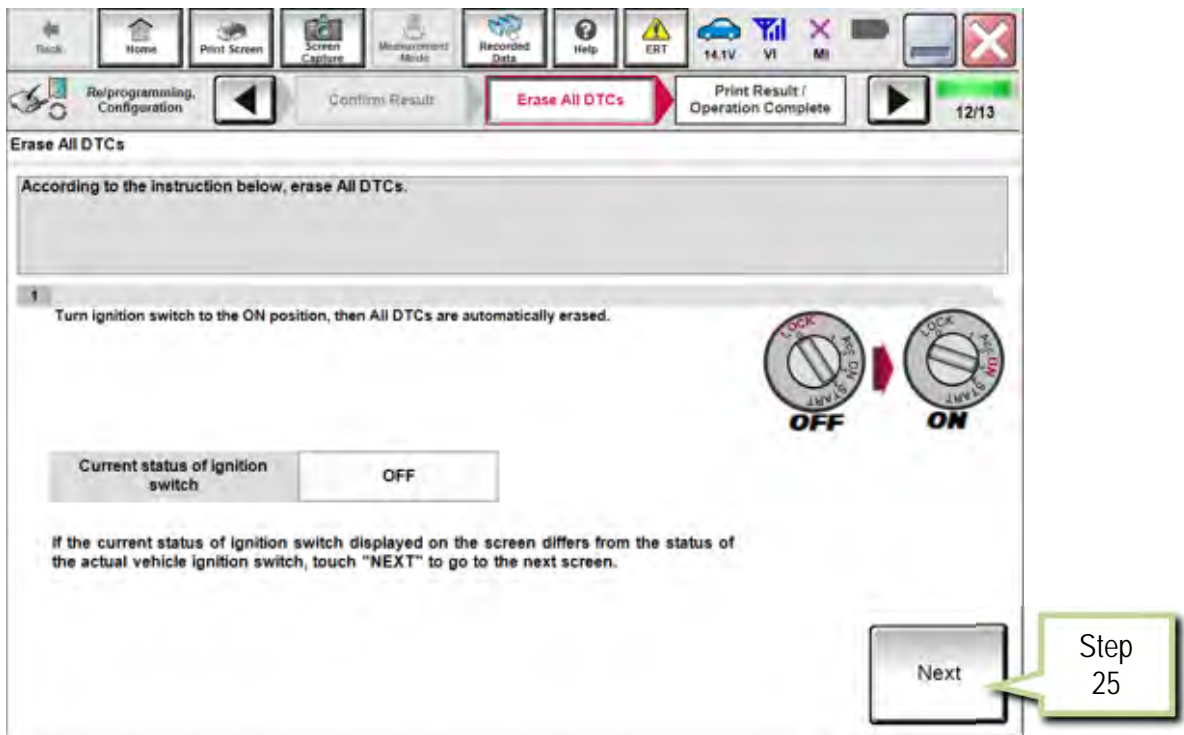 Back
Home
Print Screen
Screen
Capture
Measurement
Mode
Recorded
Data
Help
ERT
14.1V
VI
MI
Re/programming,
Configuration
Confirm Result
Erase All DTCs
Print Result /
Operation Complete
12/13
Erase All DTCs
According to the instruction below, erase All DTCs.
1
Turn ignition switch to the ON position, then All DTCs are automatically erased.
LOCK
ACC
ON
START
OFF
LOCK
ACC
ON
START
ON
Current status of ignition
switch
OFF
If the current status of ignition switch displayed on the screen differs from the status of
the actual vehicle ignition switch, touch "NEXT" to go to the next screen.
Next
Step
25